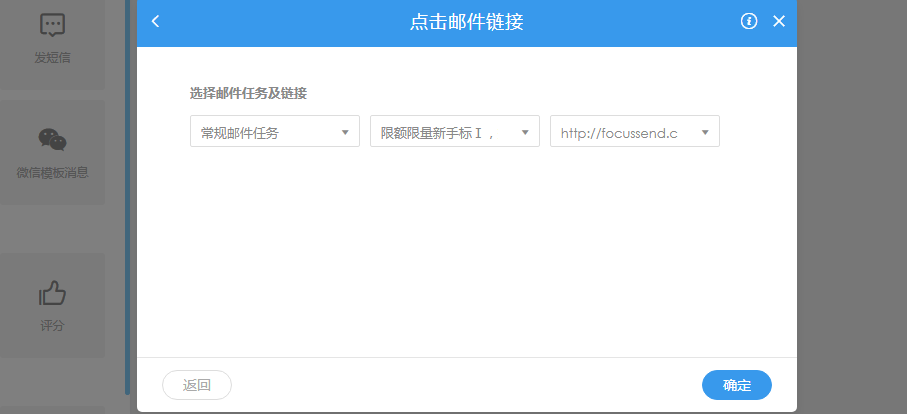 点击邮件链接
发短信
选择邮件任务及链接
常规邮件任务
限额限量新手标Ⅰ，
http://focussend.c
微信模板消息
评分
返回
确定